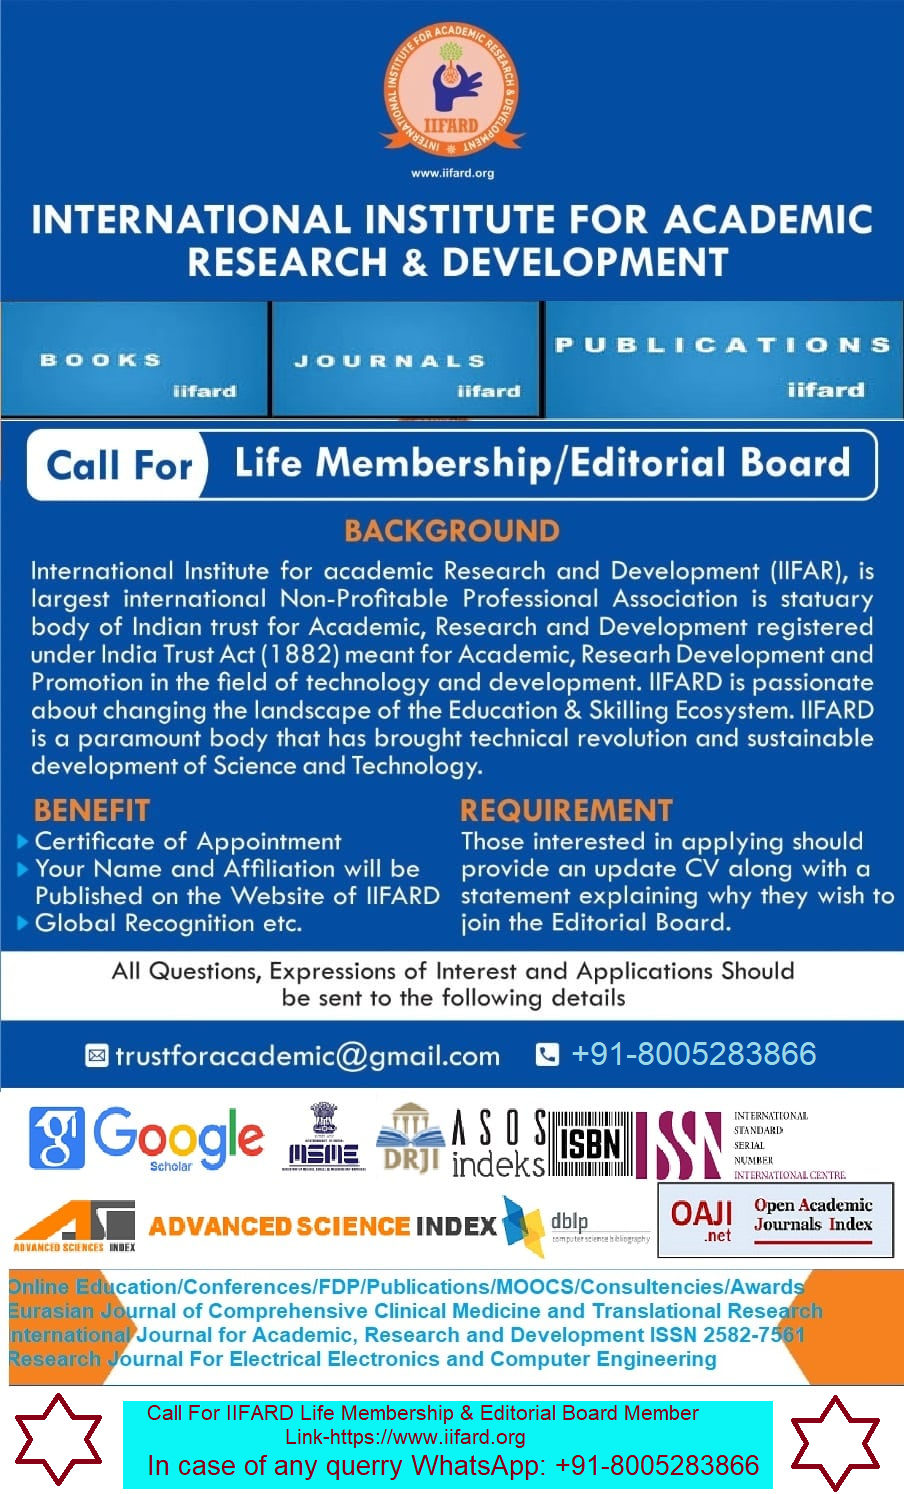 INTERNATIONAL INSTITUTE FOR ACADEMIC RESEARCH & DEVELOPMENT
IIFARD
www.iifard.org
INTERNATIONAL INSTITUTE FOR ACADEMIC
RESEARCH & DEVELOPMENT
BOOKS
iifard
JOURNALS
iifard
PUBLICATIONS
iifard
Call For Life Membership/Editorial Board
BACKGROUND
International Institute for academic Research and Development (IIFAR), is
largest international Non-Profitable Professional Association is statuary
body of Indian trust for Academic, Research and Development registered
under India Trust Act (1882) meant for Academic, Researh Development and
Promotion in the field of technology and development. IIFARD is passionate
about changing the landscape of the Education & Skilling Ecosystem. IIFARD
is a paramount body that has brought technical revolution and sustainable
development of Science and Technology.
BENEFIT
Certificate of Appointment
Your Name and Affiliation will be
Published on the Website of IIFARD
Global Recognition etc.
REQUIREMENT
Those interested in applying should
provide an update CV along with a
statement explaining why they wish to
join the Editorial Board.
All Questions, Expressions of Interest and Applications Should
be sent to the following details
trustforacademic@gmail.com +91-8005283866
g Google
Scholar
MSME
DRJI
ASOS
indeks
ISBN
ISSN
INTERNATIONAL
STANDARD
SERIAL
NUMBER
INTERNATIONAL CENTRE
ASI
ADVANCED SCIENCES INDEX
ADVANCED SCIENCE INDEX
dblp
computer science bibliography
OAJI
.net
Open Academic
Journals Index
Online Education/Conferences/FDP/Publications/MOOCS/Consultencies/Awards
Eurasian Journal of Comprehensive Clinical Medicine and Translational Research
nternational Journal for Academic, Research and Development ISSN 2582-7561
Research Journal For Electrical Electronics and Computer Engineering
Call For IIFARD Life Membership & Editorial Board Member
Link-https://www.iifard.org
In case of any querry WhatsApp: +91-8005283866